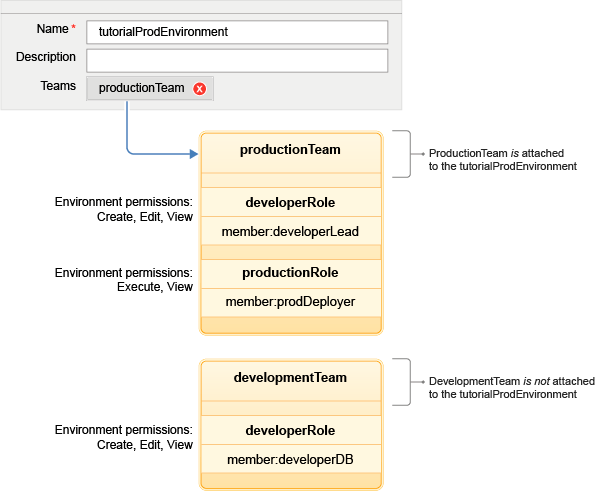 Name * tutorialProdEnvironment
Description
Teams productionTeam x
productionTeam
ProductionTeam is attached
to the tutorialProdEnvironment
Environment permissions:
Create, Edit, View
developerRole
member:developerLead
Environment permissions:
Execute, View
productionRole
member:prodDeployer
developmentTeam
DevelopmentTeam is not attached
to the tutorialProdEnvironment
Environment permissions:
Create, Edit, View
developerRole
member:developerDB